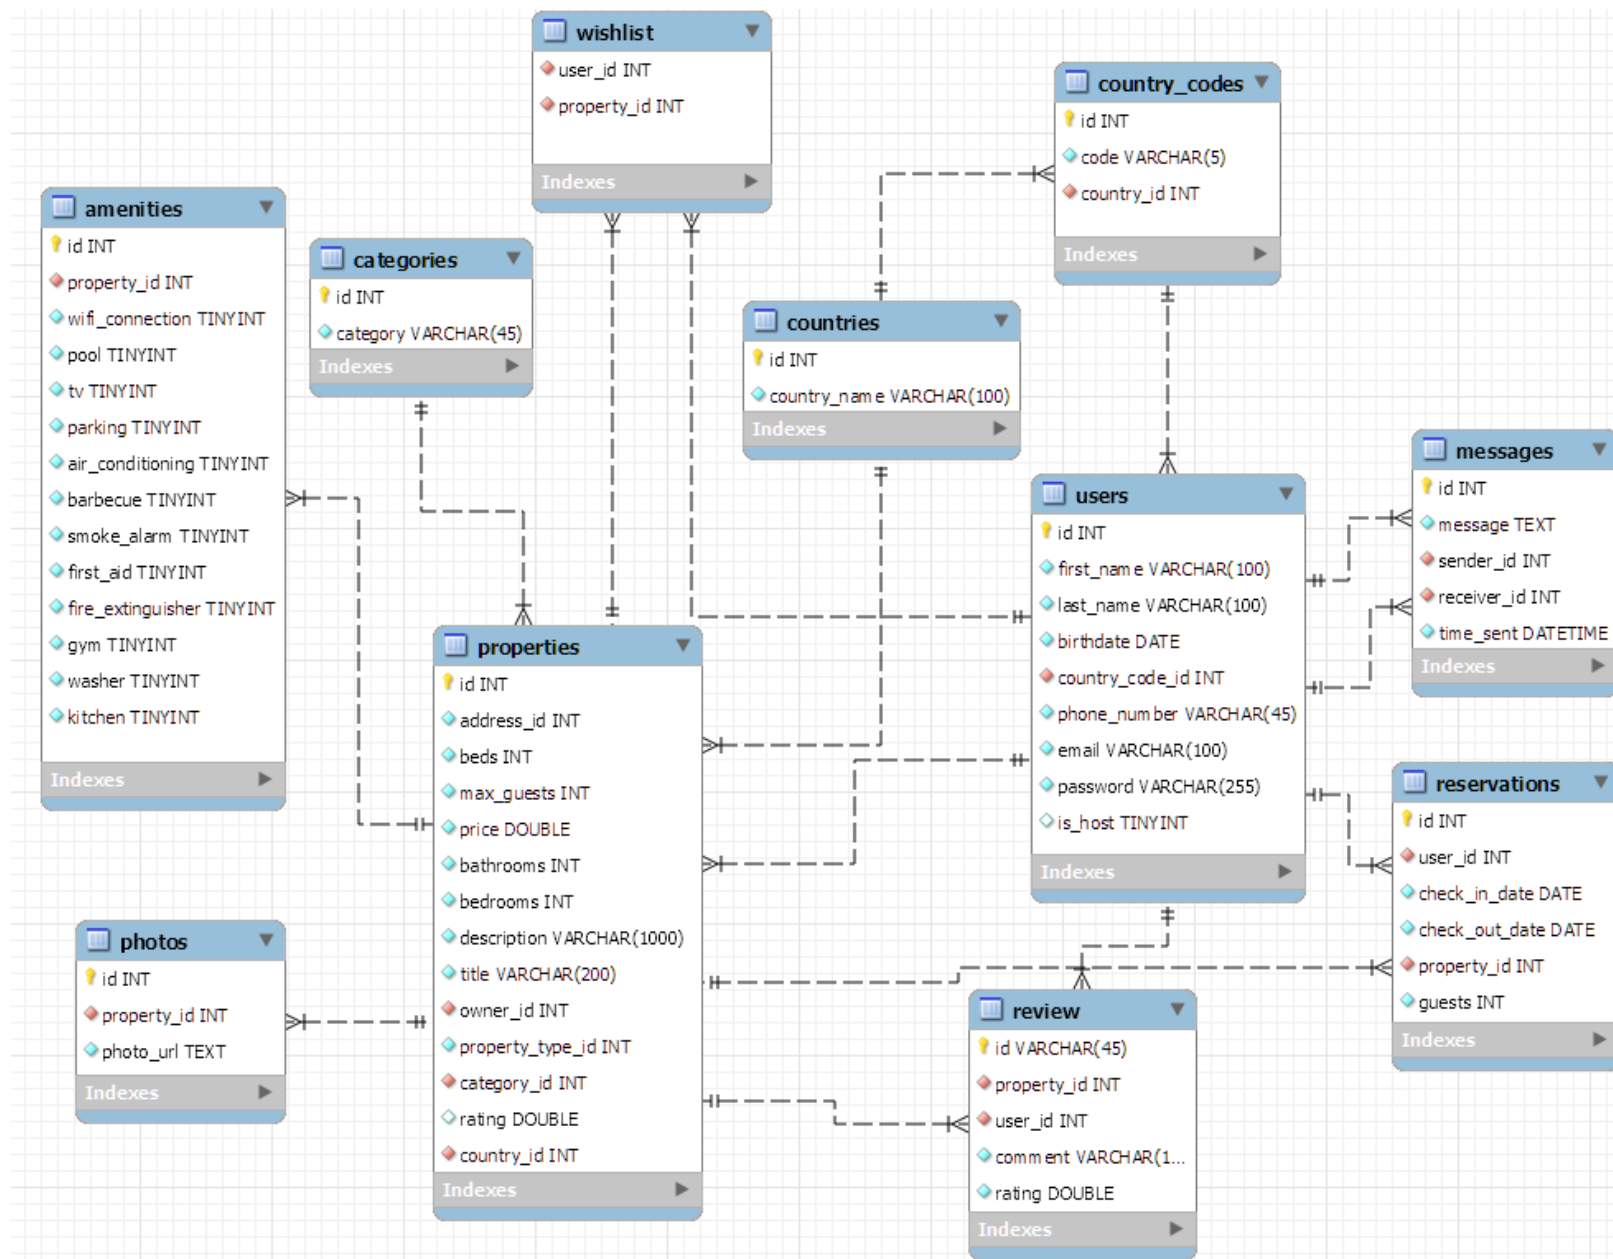 wishlist
user_id INT
property_id INT
Indexes
country_codes
id INT
code VARCHAR(5)
country_id INT
Indexes
amenities
id INT
property_id INT
wifi_connection TINYINT
pool TINYINT
tv TINYINT
parking TINYINT
air_conditioning TINYINT
barbecue TINYINT
smoke_alarm TINYINT
first_aid TINYINT
fire_extinguisher TINYINT
gym TINYINT
washer TINYINT
kitchen TINYINT
Indexes
categories
id INT
category VARCHAR(45)
Indexes
countries
id INT
country_name VARCHAR(100)
Indexes
messages
id INT
message TEXT
sender_id INT
receiver_id INT
time_sent DATETIME
Indexes
users
id INT
first_name VARCHAR(100)
last_name VARCHAR(100)
birthdate DATE
country_code_id INT
phone_number VARCHAR(45)
email VARCHAR(100)
password VARCHAR(255)
is_host TINYINT
Indexes
properties
id INT
address_id INT
beds INT
max_guests INT
price DOUBLE
bathrooms INT
bedrooms INT
description VARCHAR(1000)
title VARCHAR(200)
owner_id INT
property_type_id INT
category_id INT
rating DOUBLE
country_id INT
Indexes
reservations
id INT
user_id INT
check_in_date DATE
check_out_date DATE
property_id INT
guests INT
Indexes
photos
id INT
property_id INT
photo_url TEXT
Indexes
review
id VARCHAR(45)
property_id INT
user_id INT
comment VARCHAR(1...
rating DOUBLE
Indexes